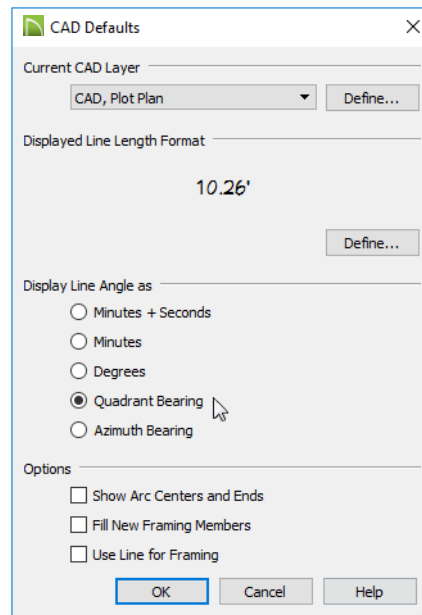 CAD Defaults
Current CAD Layer
CAD, Plot Plan
Define...
Displayed Line Length Format
10.26'
Define...
Display Line Angle as
Minutes + Seconds
Minutes
Degrees
Quadrant Bearing
Azimuth Bearing
Options
Show Arc Centers and Ends
Fill New Framing Members
Use Line for Framing
OK Cancel Help